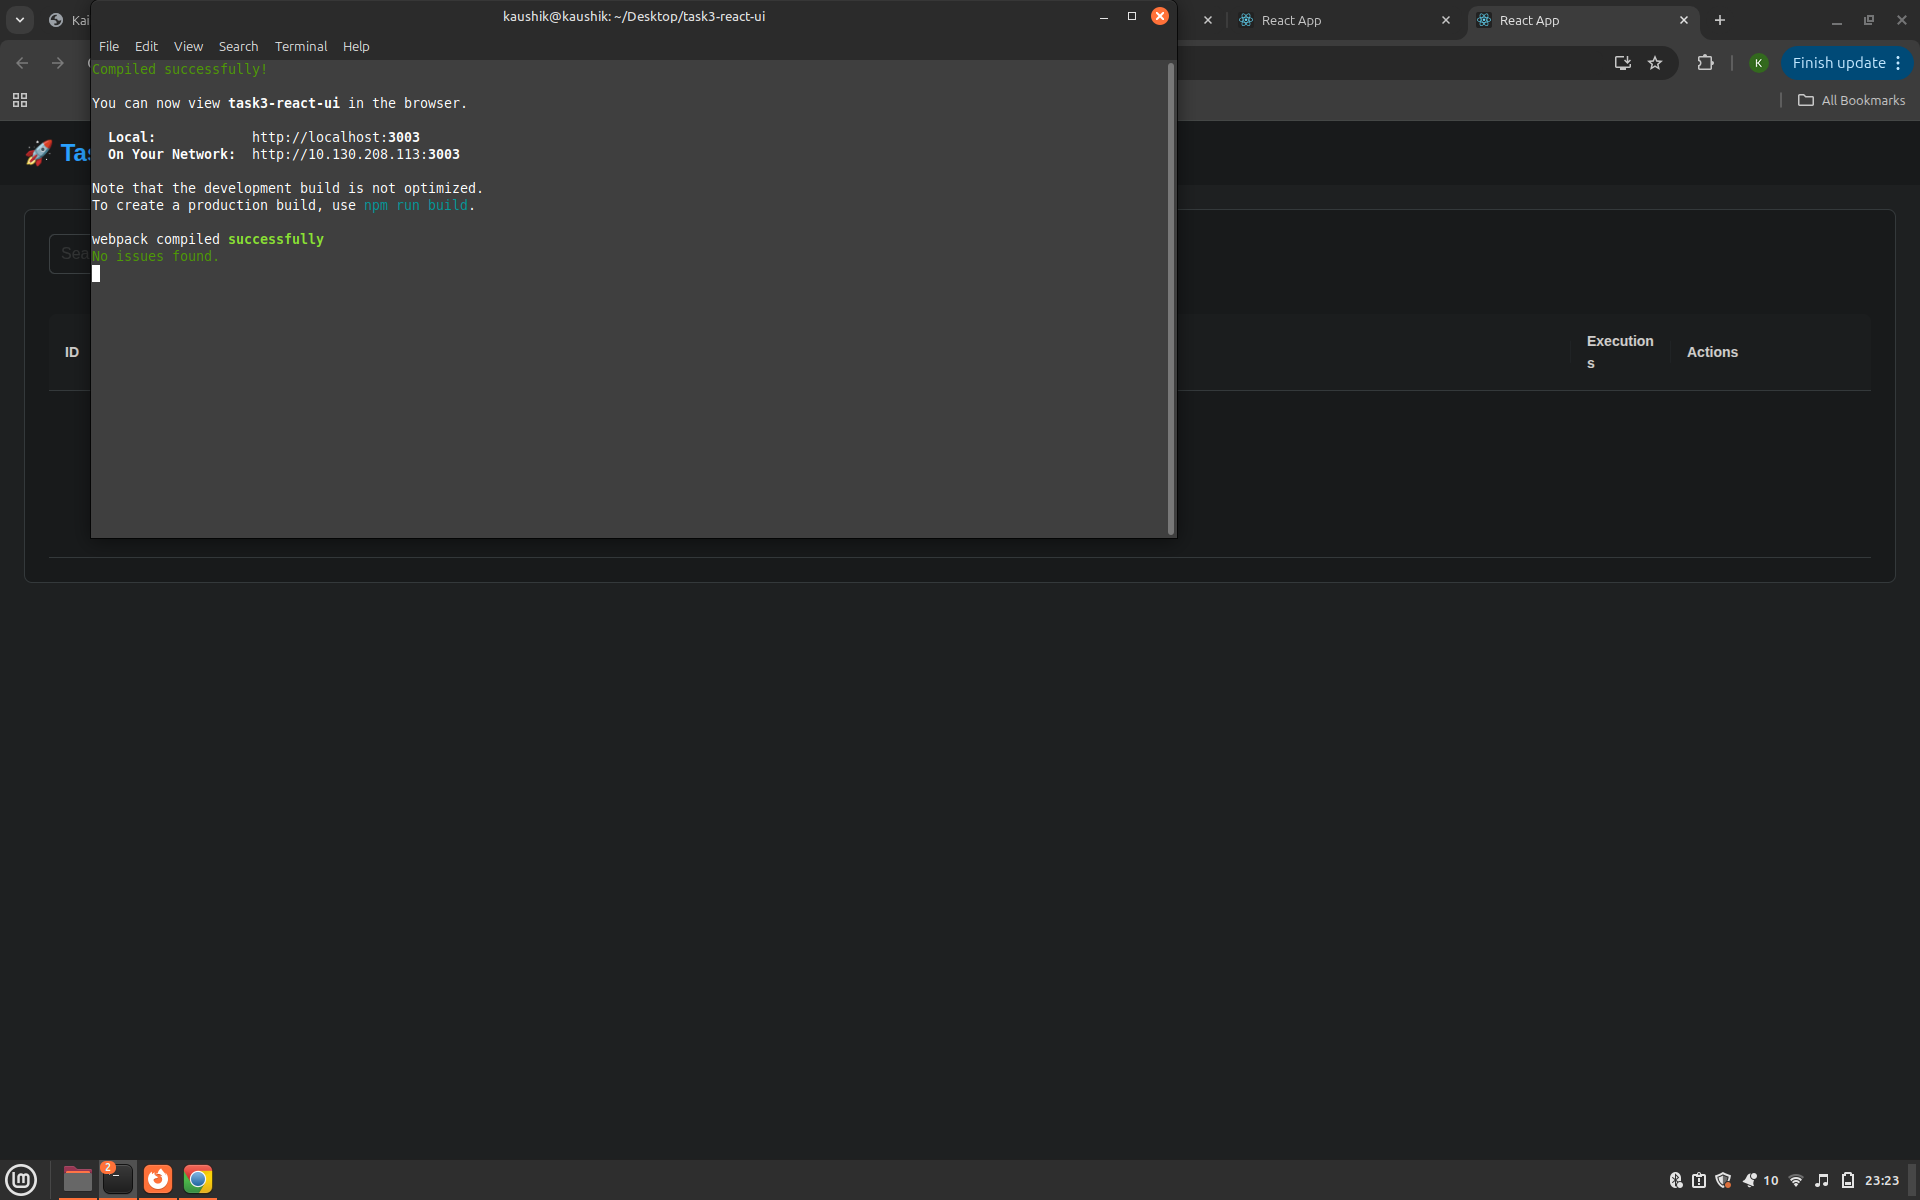 Kai
kaushik@kaushik: ~/Desktop/task3-react-ui
React App
React App
File Edit View Search Terminal Help
K
Finish update
All Bookmarks
Compiled successfully!
You can now view task3-react-ui in the browser.
Local: http://localhost:3003
On Your Network: http://10.130.208.113:3003
Note that the development build is not optimized.
To create a production build, use npm run build.
webpack compiled successfully
No issues found.
Tas
Sea
ID
Execution
s
Actions
2
10
23:23